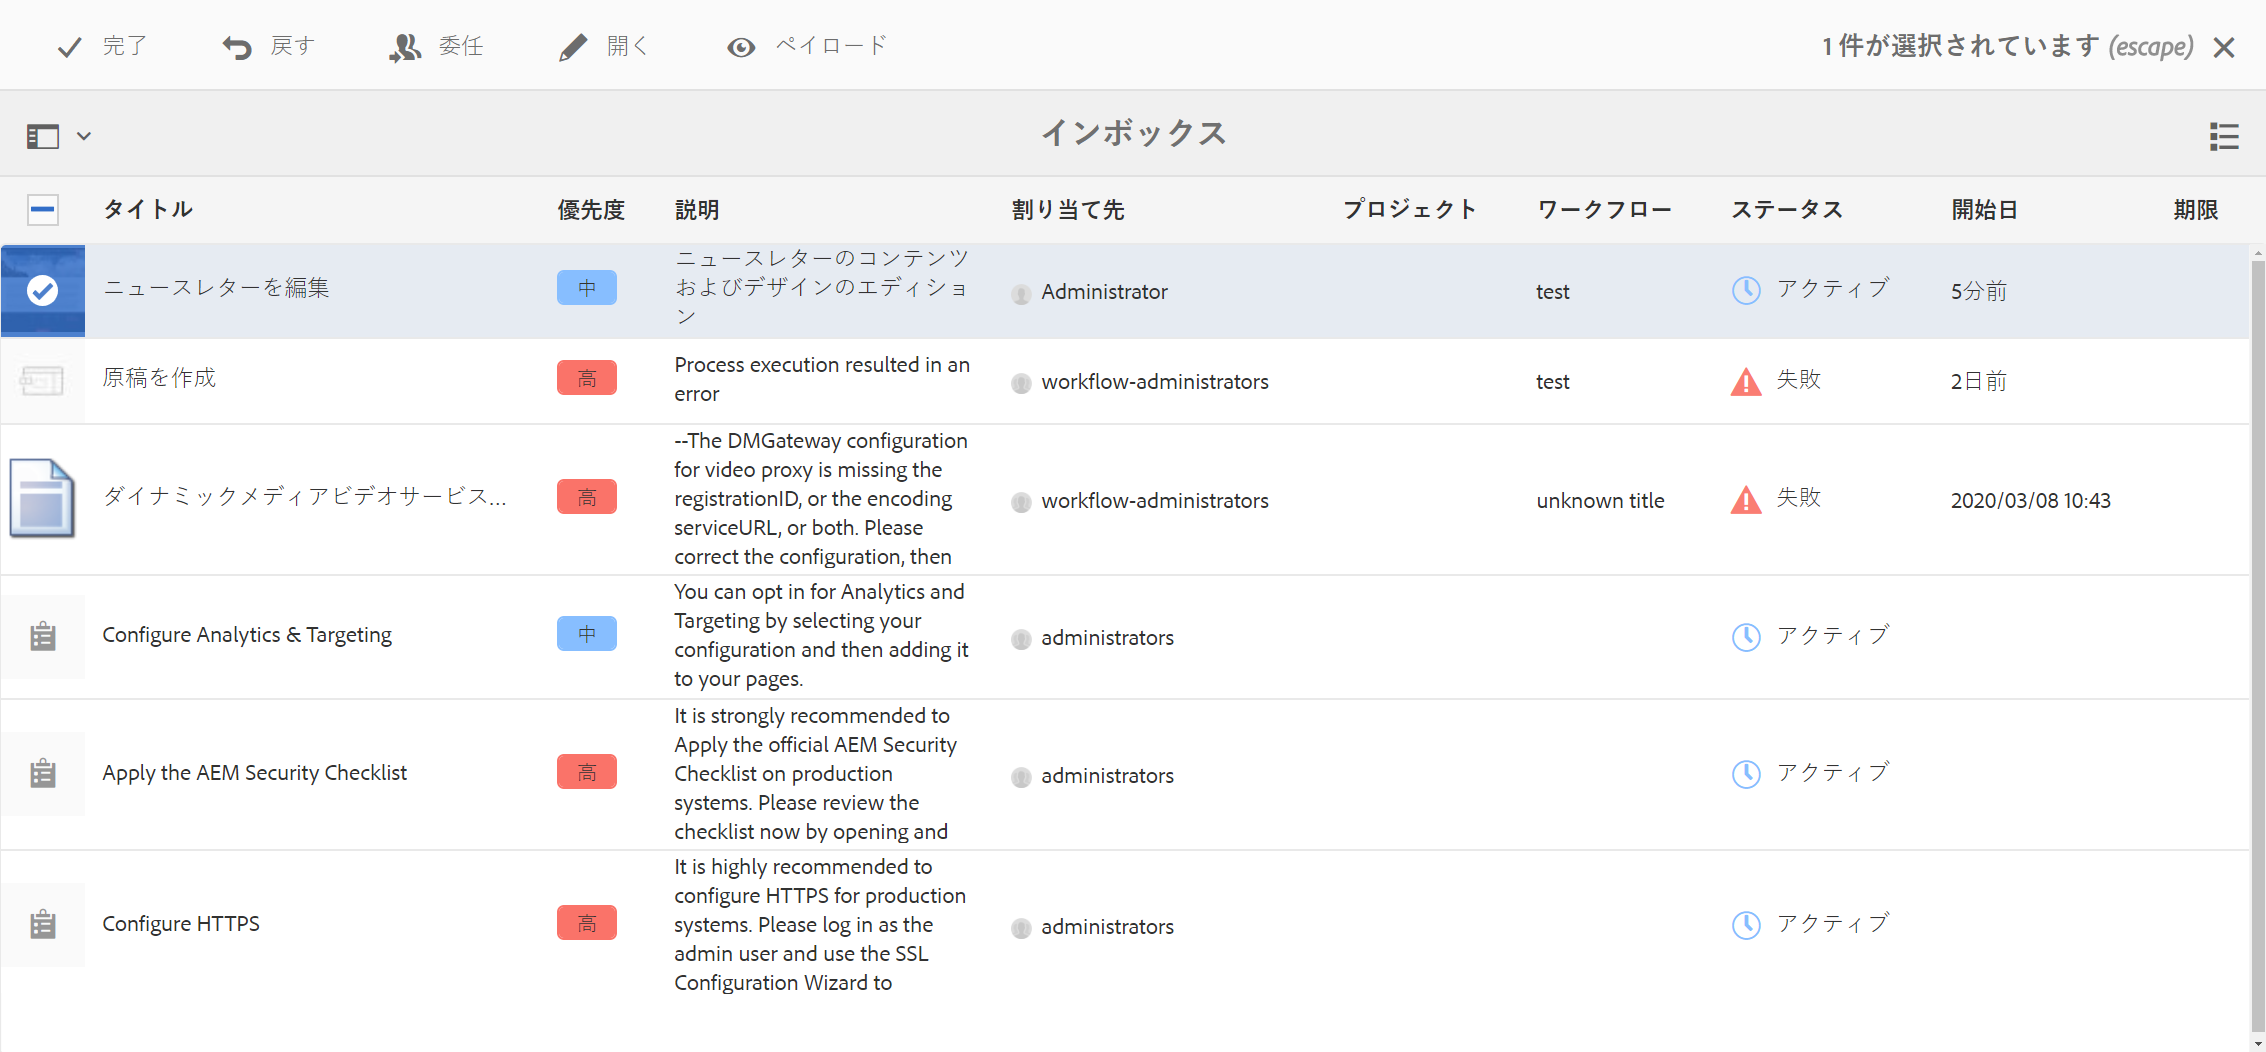 完了 戻す 委任 開く ペイロード 1 件が選択されています (escape)
インボックス
タイトル 優先度 説明 割り当て先 プロジェクト ワークフロー ステータス 開始日 期限
ニュースレターを編集 中 ニュースレターのコンテンツ
およびデザインのエディショ
ン
Administrator test アクティブ 5分前
原稿を作成 高 Process execution resulted in an
error
workflow-administrators test 失敗 2日前
ダイナミックメディアビデオサービス... 高 --The DMGateway configuration
for video proxy is missing the
registrationID, or the encoding
serviceURL, or both. Please
correct the configuration, then
workflow-administrators unknown title 失敗 2020/03/08 10:43
Configure Analytics & Targeting 中 You can opt in for Analytics and
Targeting by selecting your
configuration and then adding it
to your pages.
administrators アクティブ
Apply the AEM Security Checklist 高 It is strongly recommended to
Apply the official AEM Security
Checklist on production
systems. Please review the
checklist now by opening and
administrators アクティブ
Configure HTTPS 高 It is highly recommended to
configure HTTPS for production
systems. Please log in as the
admin user and use the SSL
Configuration Wizard to
administrators アクティブ